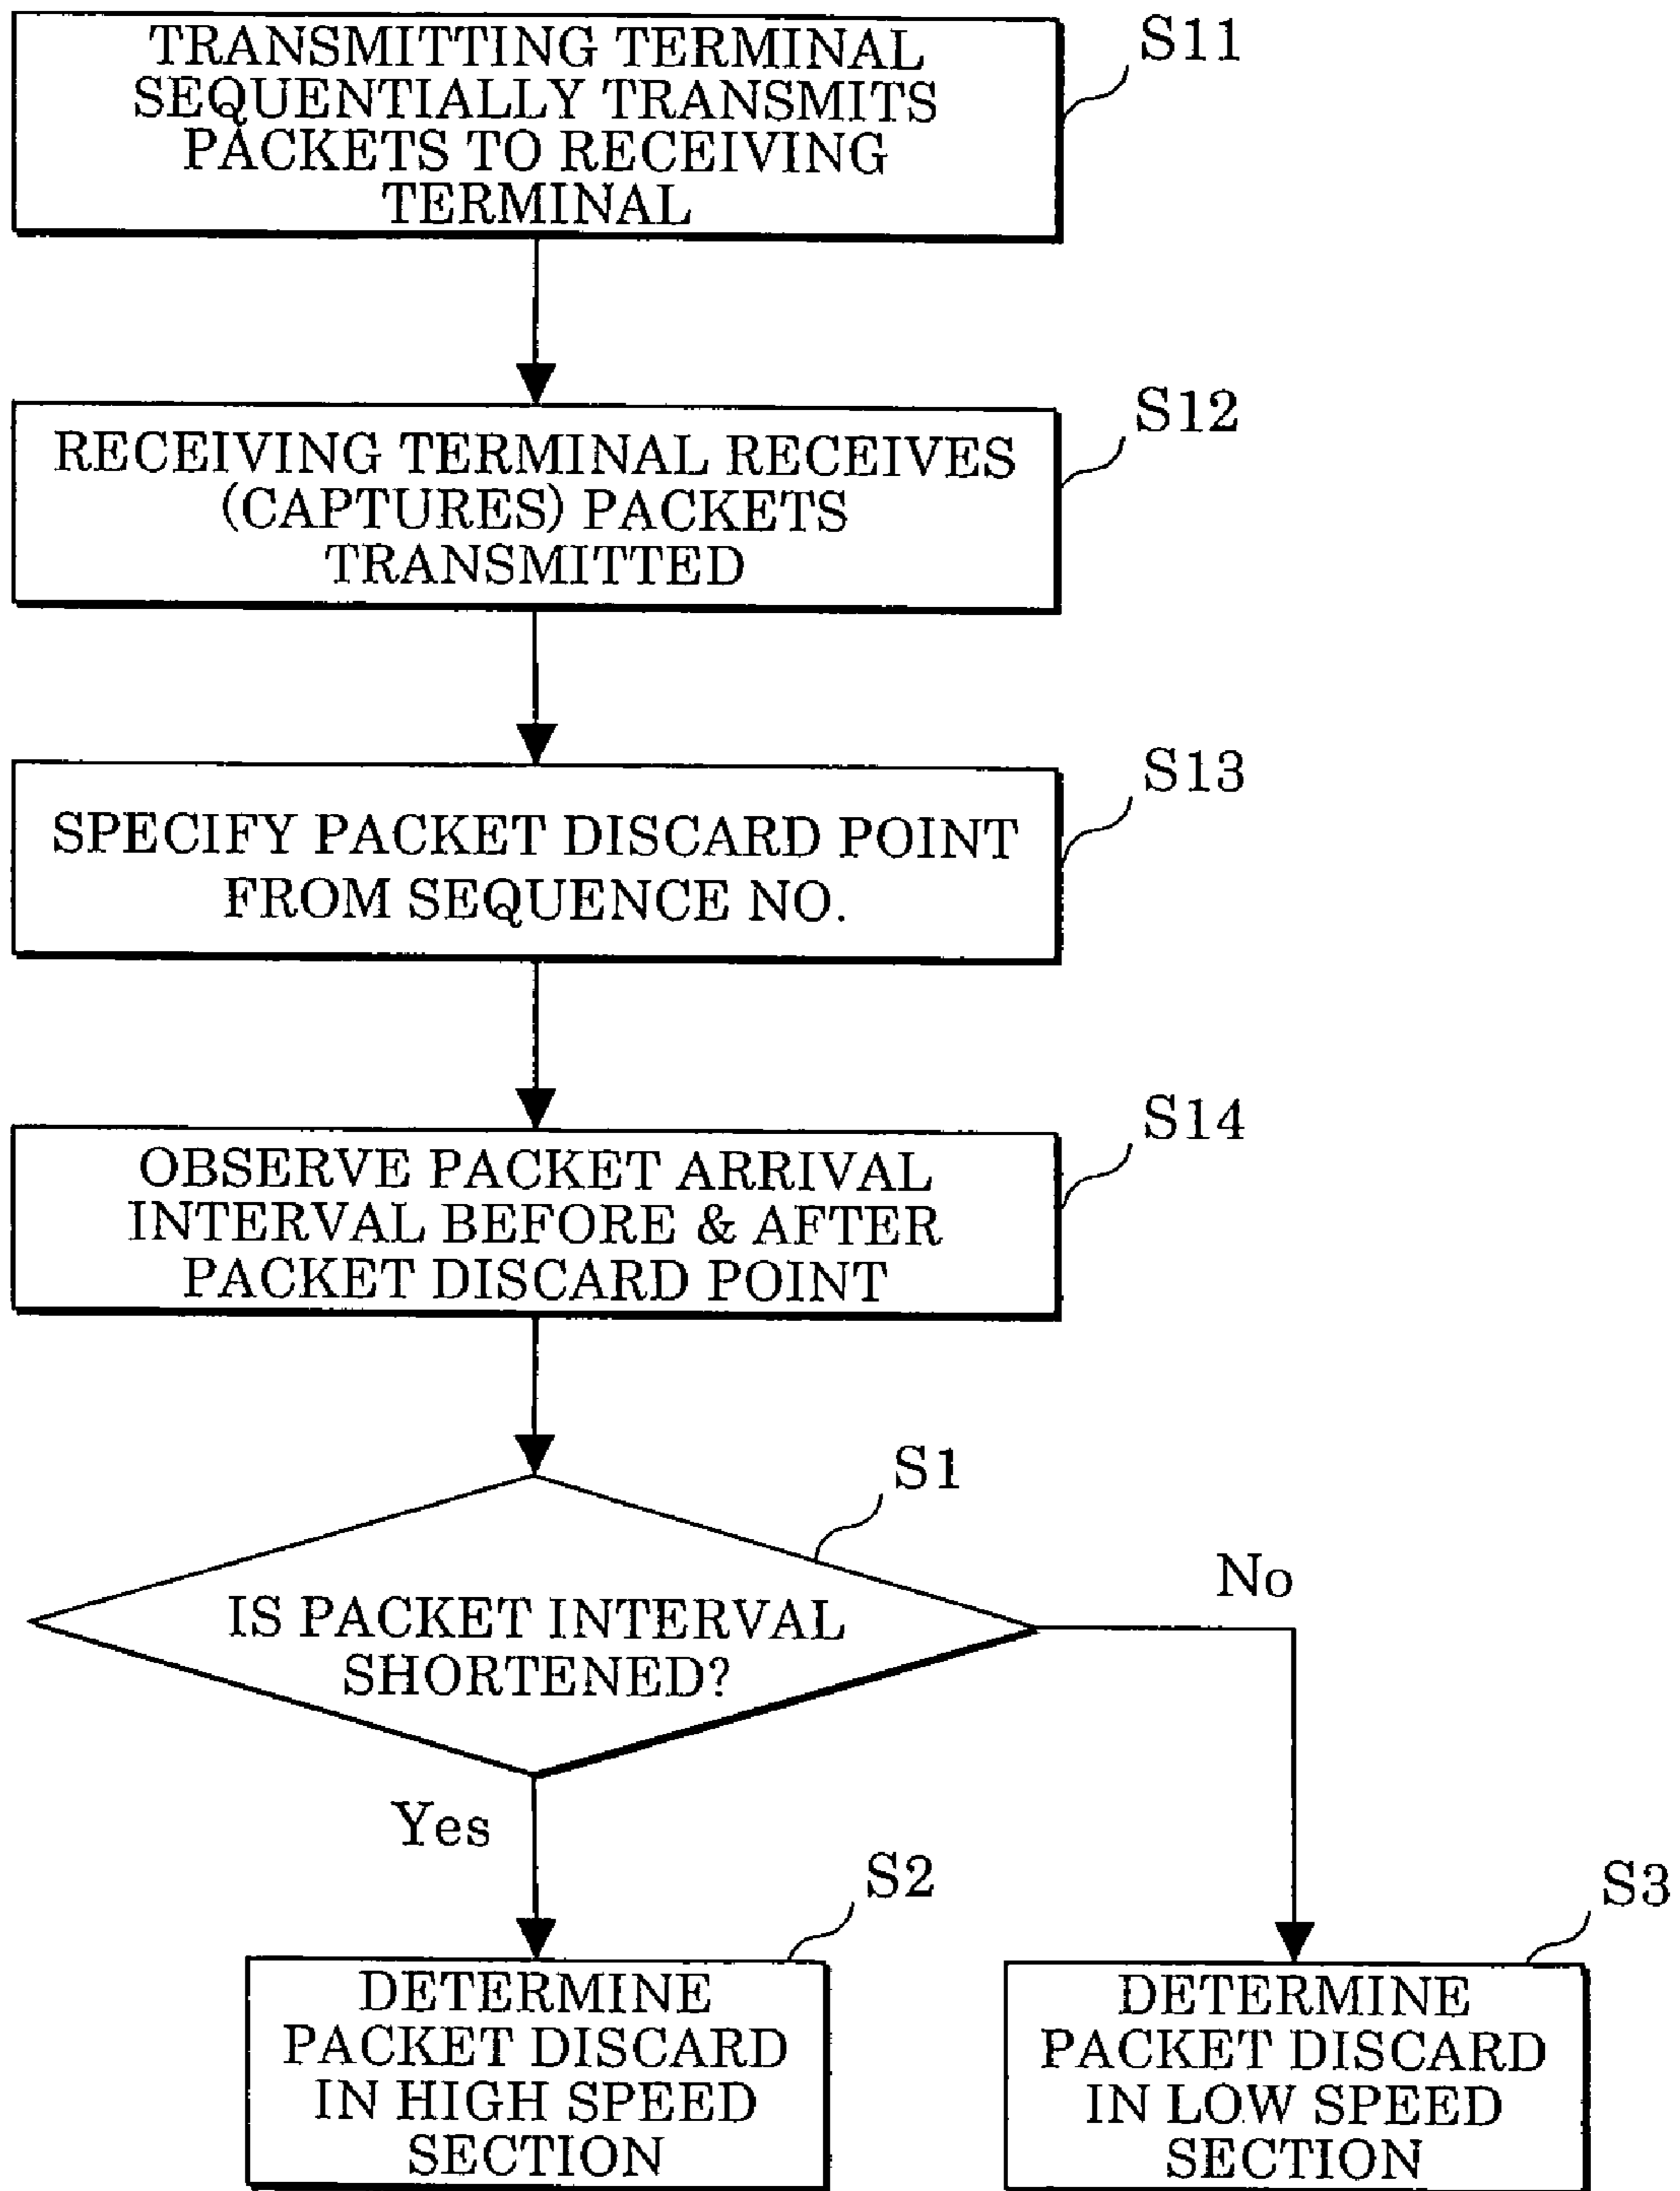 TRANSMITTING TERMINAL
SEQUENTIALLY TRANSMITS
PACKETS TO RECEIVING
TERMINAL
S11
RECEIVING TERMINAL RECEIVES
(CAPTURES) PACKETS
TRANSMITTED
S12
SPECIFY PACKET DISCARD POINT
FROM SEQUENCE NO.
S13
OBSERVE PACKET ARRIVAL
INTERVAL BEFORE & AFTER
PACKET DISCARD POINT
S14
IS PACKET INTERVAL
SHORTENED?
S1
No
Yes
DETERMINE
PACKET DISCARD
IN HIGH SPEED
SECTION
S2
DETERMINE
PACKET DISCARD
IN LOW SPEED
SECTION
S3